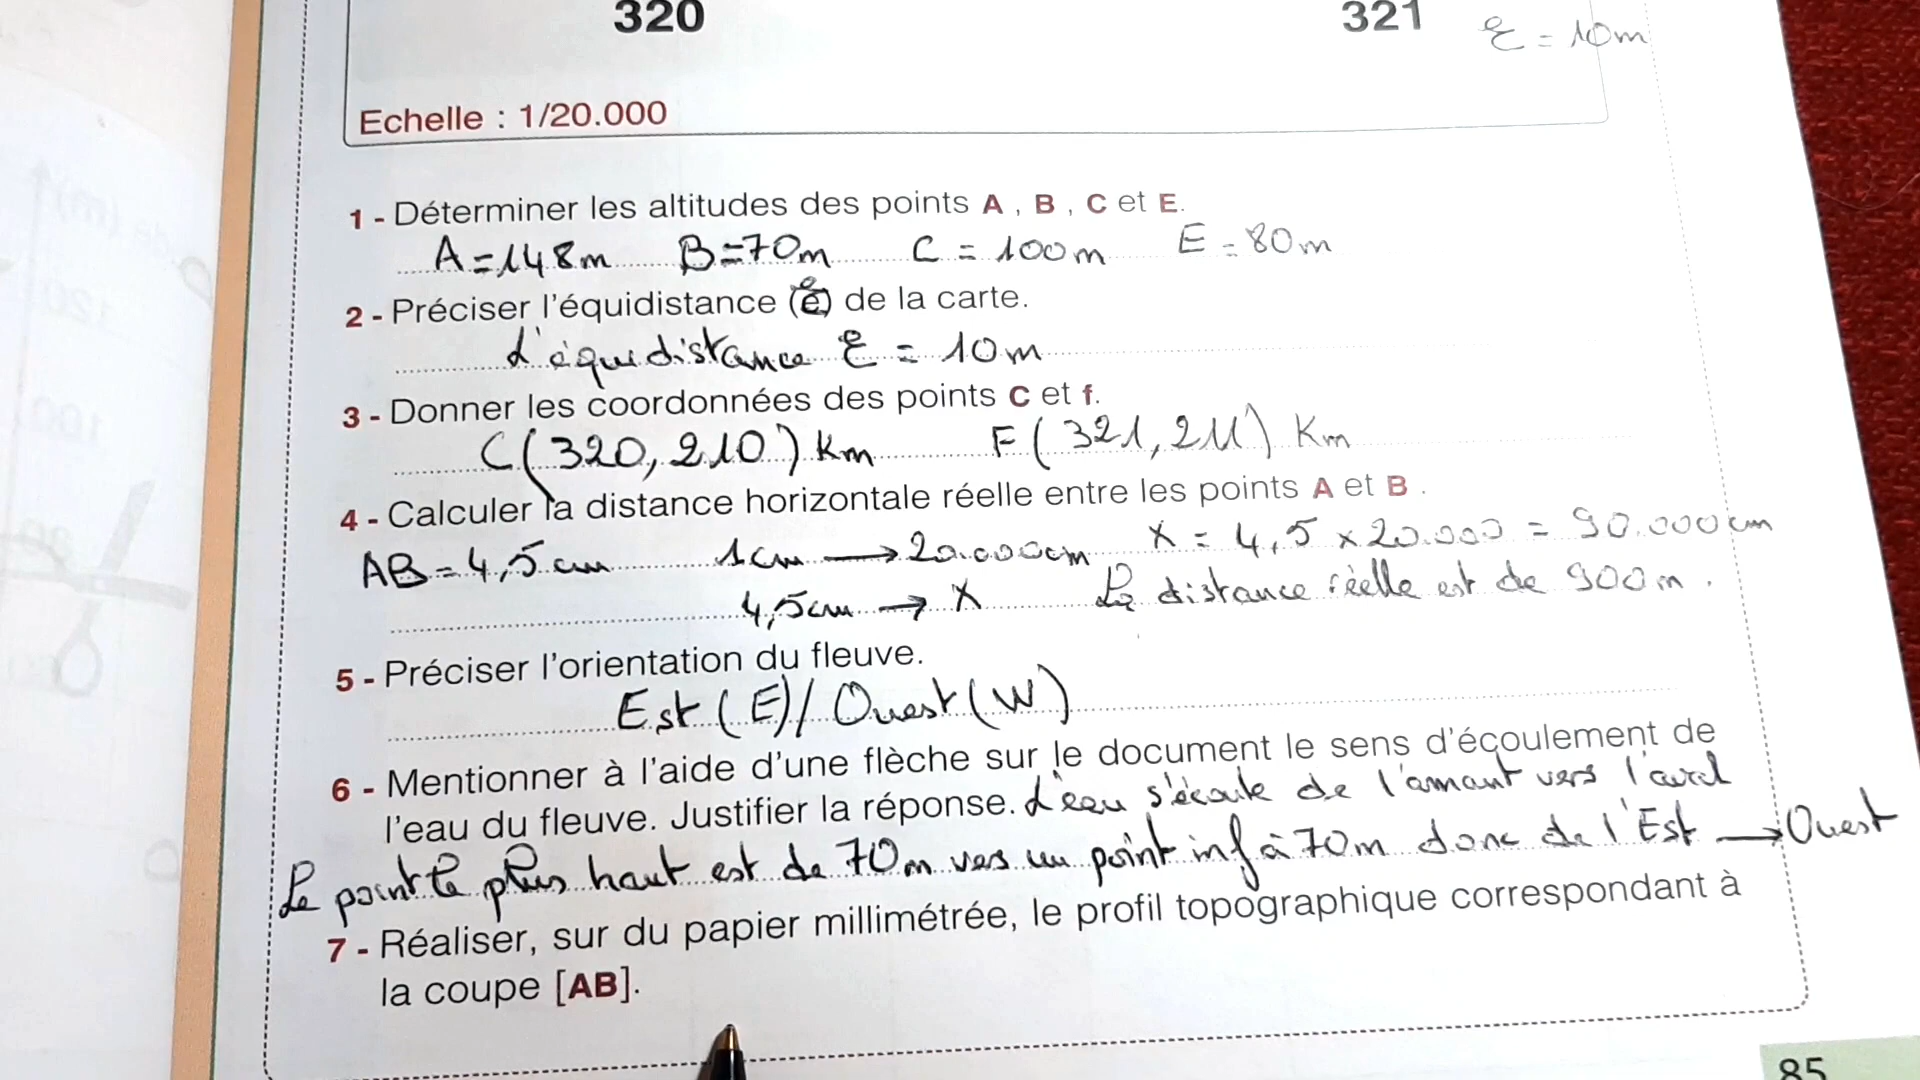 320 321 ℰ = 10m
Echelle : 1/20.000
1 - Déterminer les altitudes des points A , B , C et E.
A = 148m B = 70m C = 100m E = 80m
2 - Préciser l'équidistance (e) de la carte.
L'équidistance ℰ = 10m
3 - Donner les coordonnées des points C et f.
C(320, 210) Km F(321, 211) Km
4 - Calculer la distance horizontale réelle entre les points A et B .
AB = 4,5 cm 1cm → 20.000cm X = 4,5 × 20.000 = 90.000cm
4,5cm → X La distance réelle est de 900m.
5 - Préciser l'orientation du fleuve.
Est (E) / Ouest (W)
6 - Mentionner à l'aide d'une flèche sur le document le sens d'écoulement de
l'eau du fleuve. Justifier la réponse. L'eau s'écoule de l'amant vers l'aval
Le point le plus haut est de 70m vers un point inf à 70m donc de l'Est → Ouest
7 - Réaliser, sur du papier millimétrée, le profil topographique correspondant à
la coupe [AB].
85